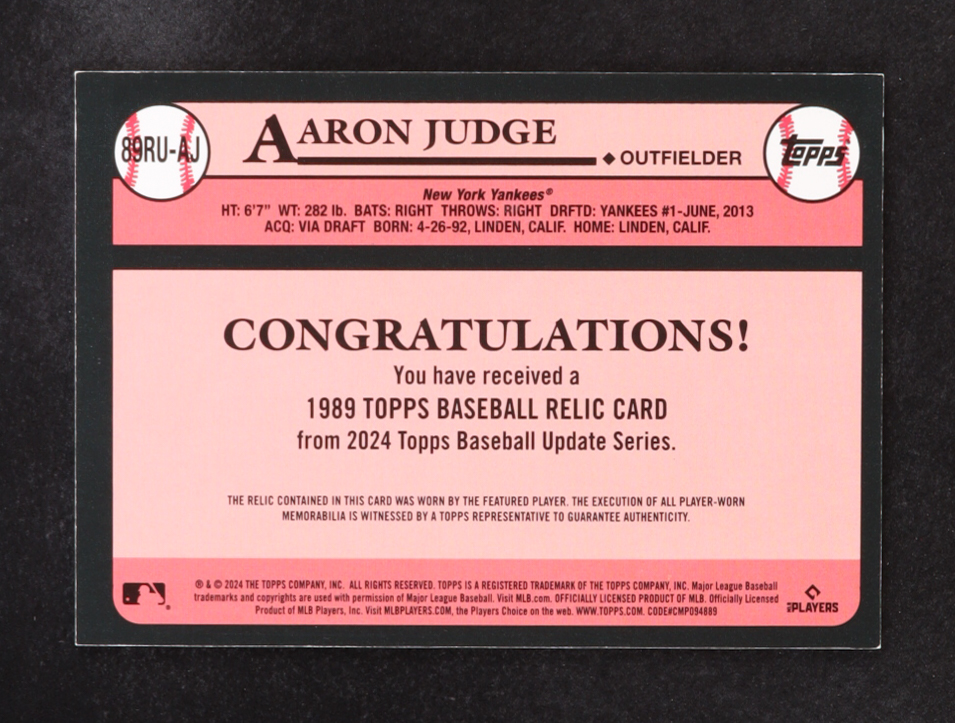 89RU-AJ
AARON JUDGE
◆ OUTFIELDER
TOPPS
New York Yankees®
HT: 6'7" WT: 282 lb. BATS: RIGHT THROWS: RIGHT DRFTD: YANKEES #1-JUNE, 2013
ACQ: VIA DRAFT BORN: 4-26-92, LINDEN, CALIF. HOME: LINDEN, CALIF.
CONGRATULATIONS!
You have received a
1989 TOPPS BASEBALL RELIC CARD
from 2024 Topps Baseball Update Series.
THE RELIC CONTAINED IN THIS CARD WAS WORN BY THE FEATURED PLAYER. THE EXECUTION OF ALL PLAYER-WORN
MEMORABILIA IS WITNESSED BY A TOPPS REPRESENTATIVE TO GUARANTEE AUTHENTICITY.
® & © 2024 THE TOPPS COMPANY, INC. ALL RIGHTS RESERVED. TOPPS IS A REGISTERED TRADEMARK OF THE TOPPS COMPANY, INC. Major League Baseball
trademarks and copyrights are used with permission of Major League Baseball. Visit MLB.com. OFFICIALLY LICENSED PRODUCT OF MLB. Officially Licensed
Product of MLB Players, Inc. Visit MLBPLAYERS.COM, the Players Choice on the web. WWW.TOPPS.COM. CODE#CMP094889
MLB PLAYERS